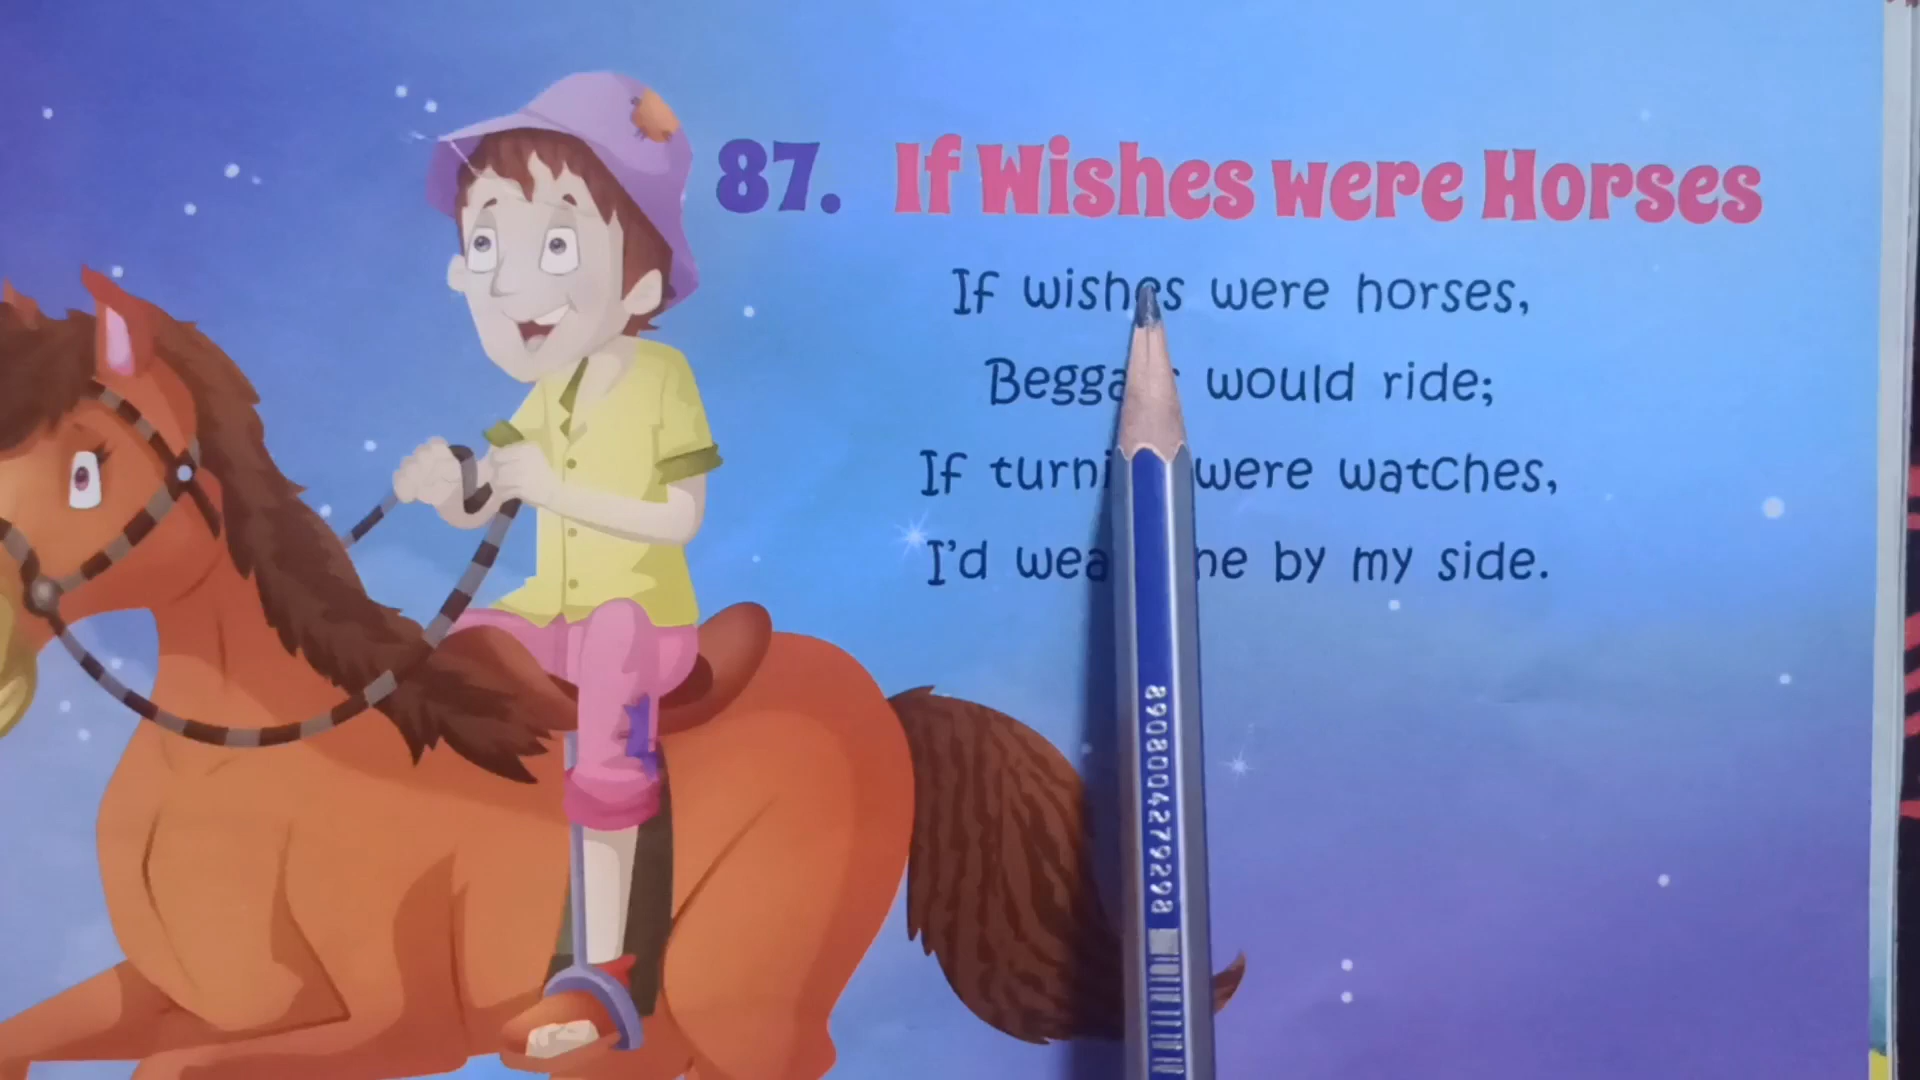 87. If Wishes were Horses
If wishes were horses,
would ride;
If were watches,
I'd by my side.
8908004279298